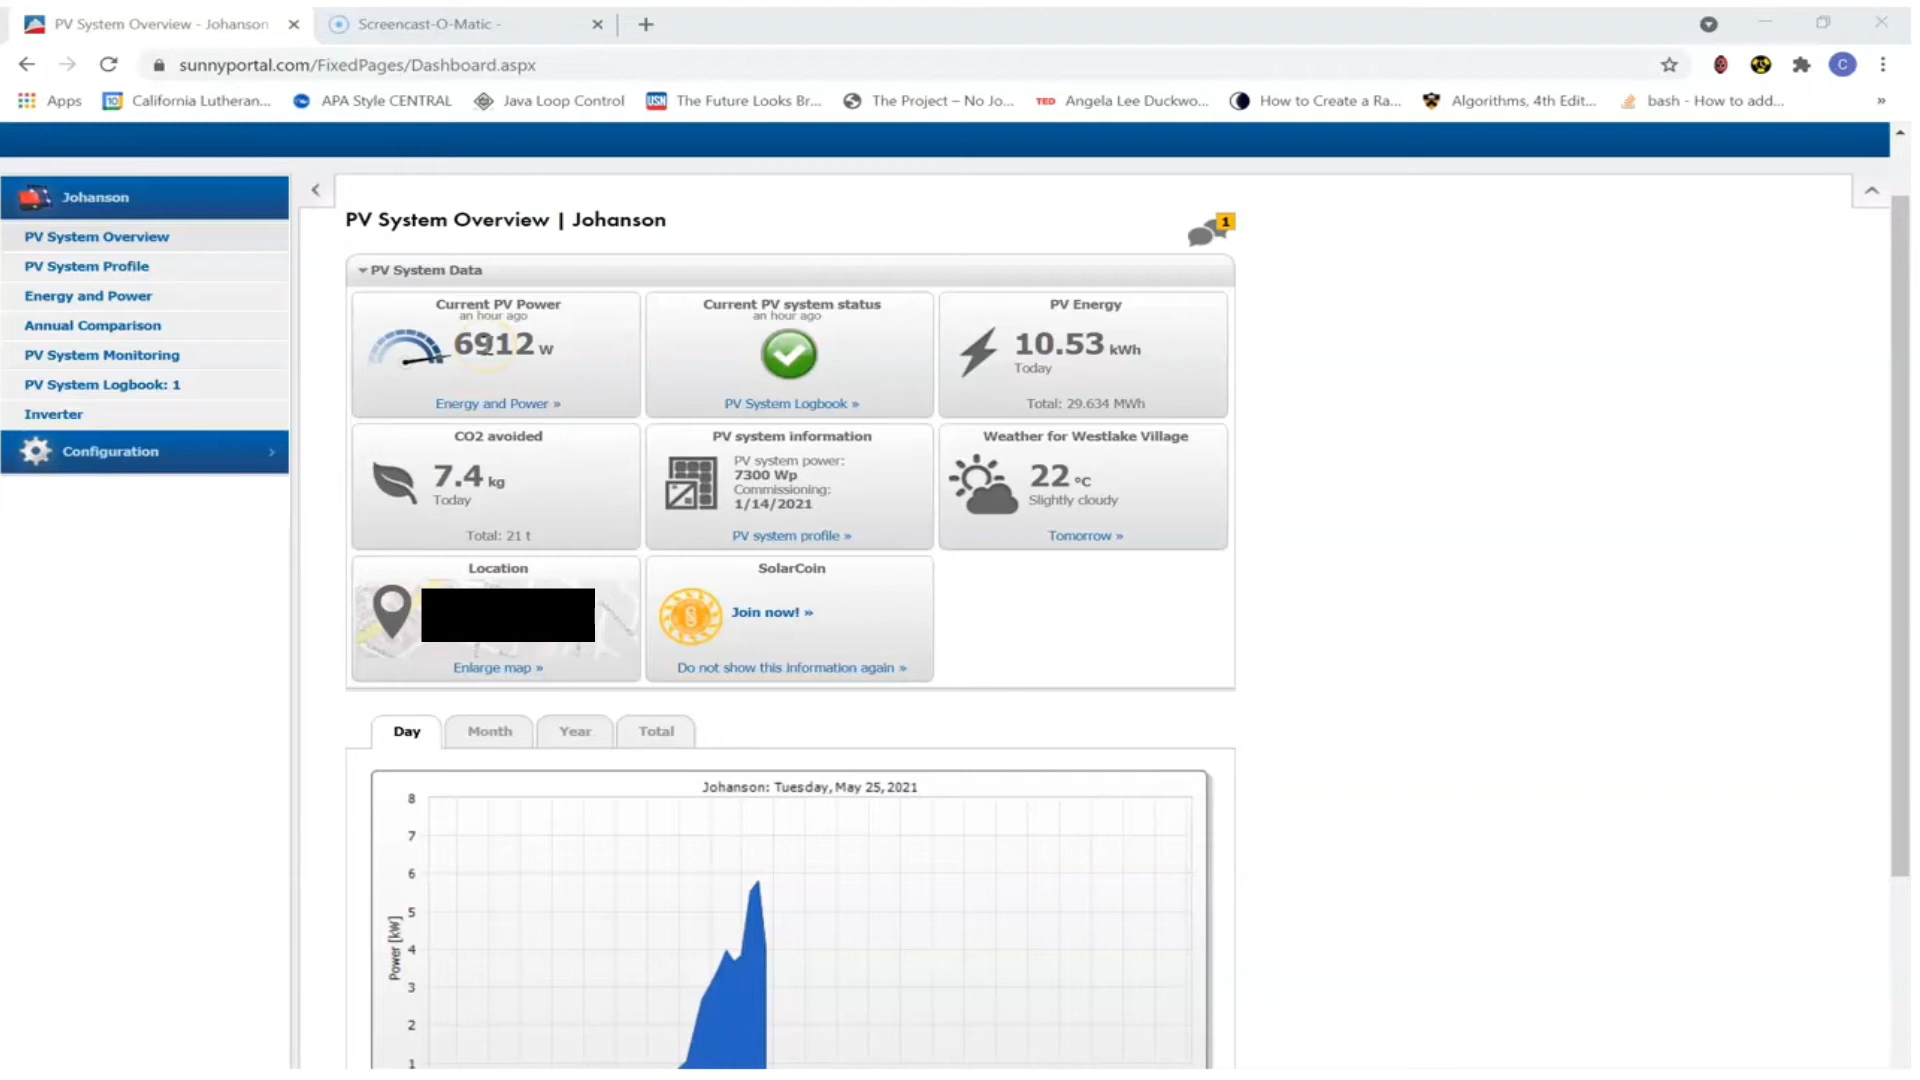 PV System Overview - Johanson
Screencast-O-Matic -
sunnyportal.com/FixedPages/Dashboard.aspx
C
Apps
10
California Lutheran...
APA Style CENTRAL
Java Loop Control
USN
The Future Looks Br...
The Project – No Jo...
TED
Angela Lee Duckwo...
How to Create a Ra...
Algorithms, 4th Edit...
bash - How to add...
»
Johanson
PV System Overview
PV System Profile
Energy and Power
Annual Comparison
PV System Monitoring
PV System Logbook: 1
Inverter
Configuration
PV System Overview | Johanson
1
PV System Data
Current PV Power
an hour ago
6912 W
Energy and Power »
Current PV system status
an hour ago
PV System Logbook »
PV Energy
10.53 kWh
Today
Total: 29.634 MWh
CO2 avoided
7.4 kg
Today
Total: 21 t
PV system information
PV system power:
7300 Wp
Commissioning:
1/14/2021
PV system profile »
Weather for Westlake Village
22 °C
Slightly cloudy
Tomorrow »
Location
Enlarge map »
SolarCoin
Join now! »
Do not show this information again »
Day
Month
Year
Total
Johanson: Tuesday, May 25, 2021
8
7
6
5
4
3
2
1
Power [kW]